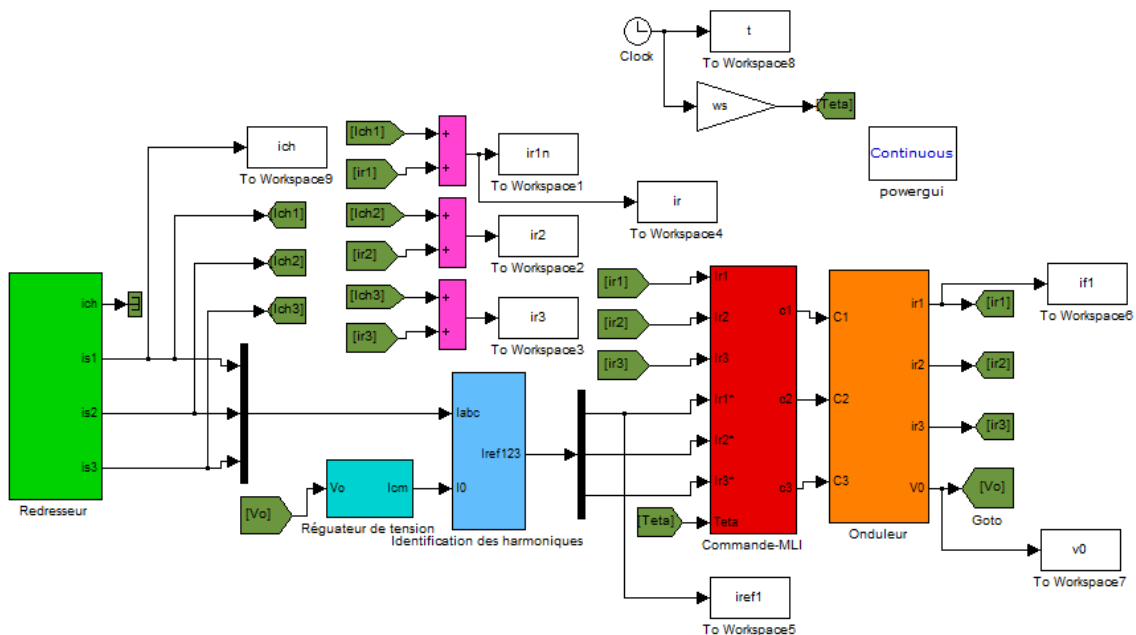 t
To Workspace8
Clock
ws
[Teta]
Continuous
powergui
ich
To Workspace9
[Ich1]
[ir1]
+
+
ir1n
To Workspace1
ir
To Workspace4
[Ich1]
[Ich2]
[Ich3]
[Ich2]
[ir2]
+
+
ir2
To Workspace2
[Ich3]
[ir3]
+
+
ir3
To Workspace3
ich
is1
is2
is3
Redresseur
[Vo]
Vo
Icm
Réguateur de tension
Iabc
I0
Iref123
Identification des harmoniques
[ir1]
[ir2]
[ir3]
[Teta]
Ir1
Ir2
Ir3
Ir1*
Ir2*
Ir3*
Teta
c1
c2
c3
Commande-MLI
C1
C2
C3
ir1
ir2
ir3
V0
Onduleur
if1
To Workspace6
[ir1]
[ir2]
[ir3]
[Vo]
Goto
v0
To Workspace7
iref1
To Workspace5